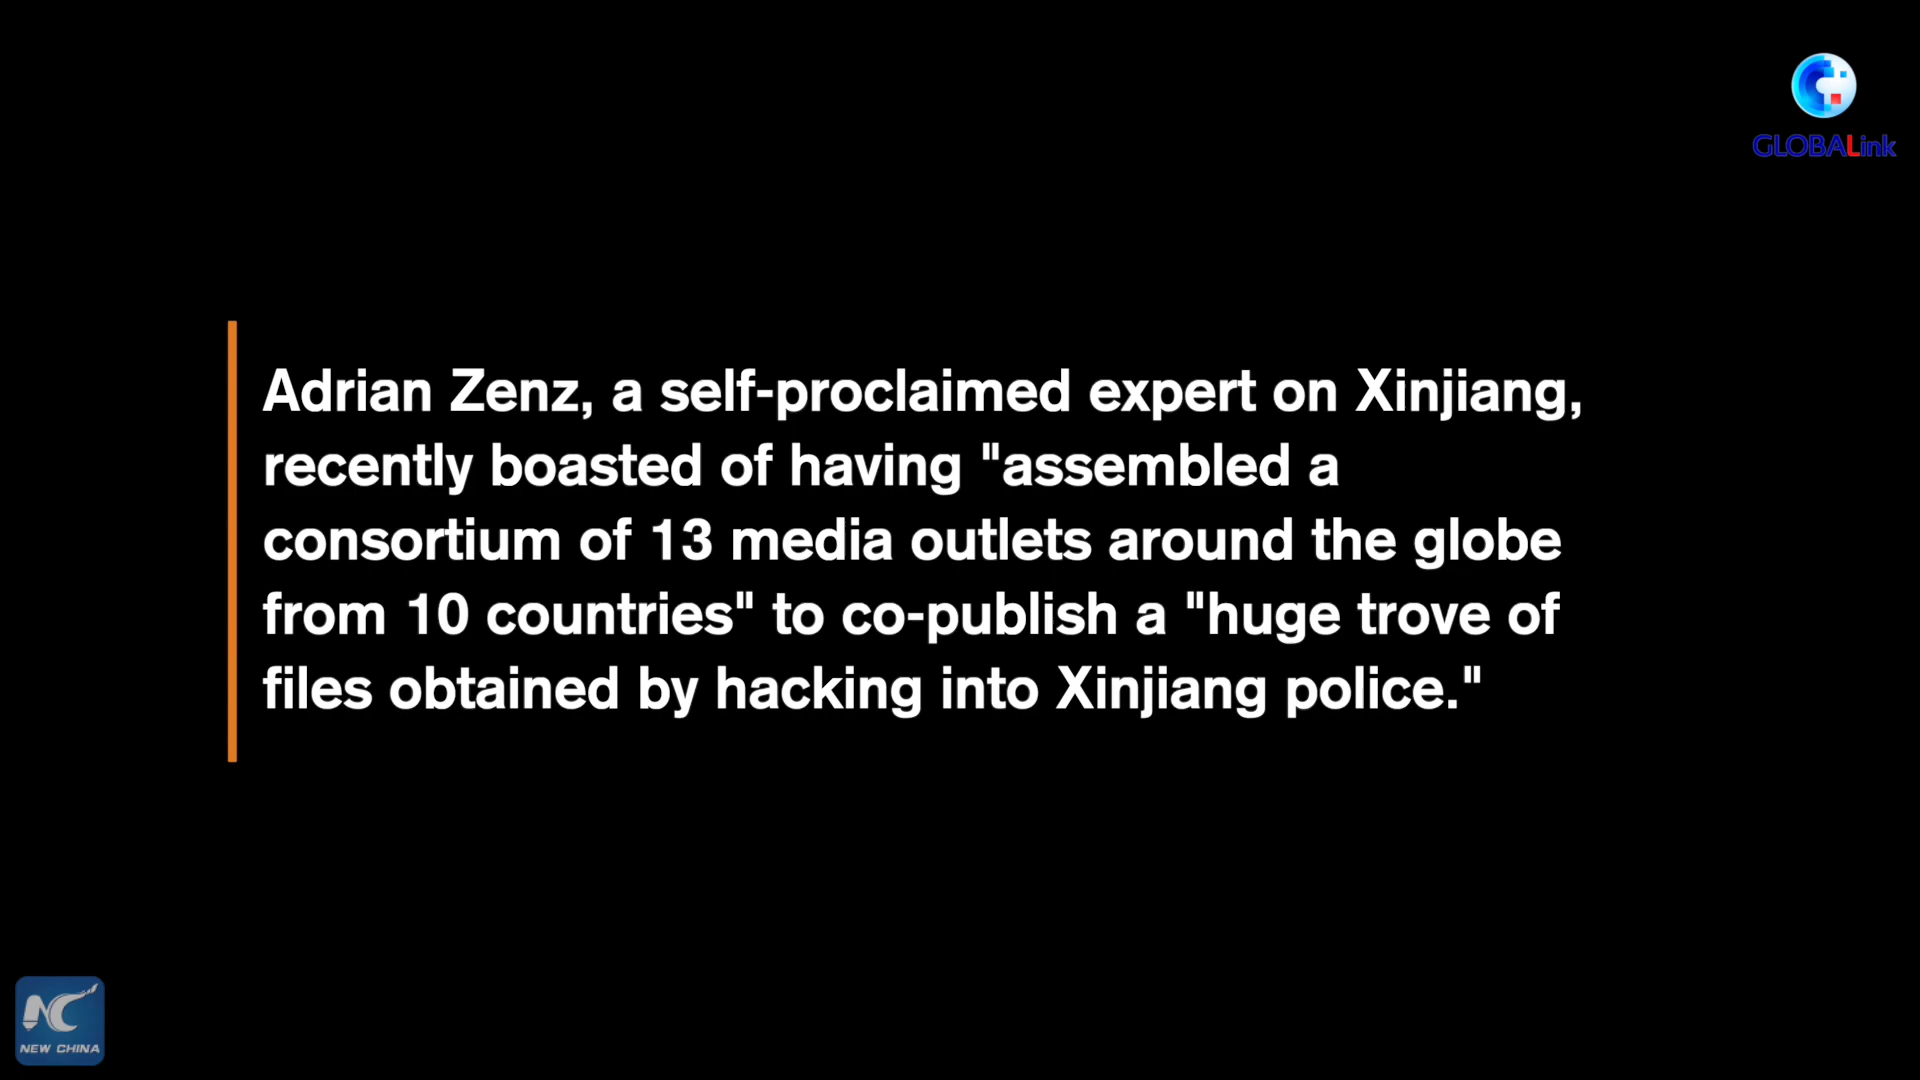 GLOBALink
Adrian Zenz, a self-proclaimed expert on Xinjiang,
recently boasted of having "assembled a
consortium of 13 media outlets around the globe
from 10 countries" to co-publish a "huge trove of
files obtained by hacking into Xinjiang police."
NC
NEW CHINA